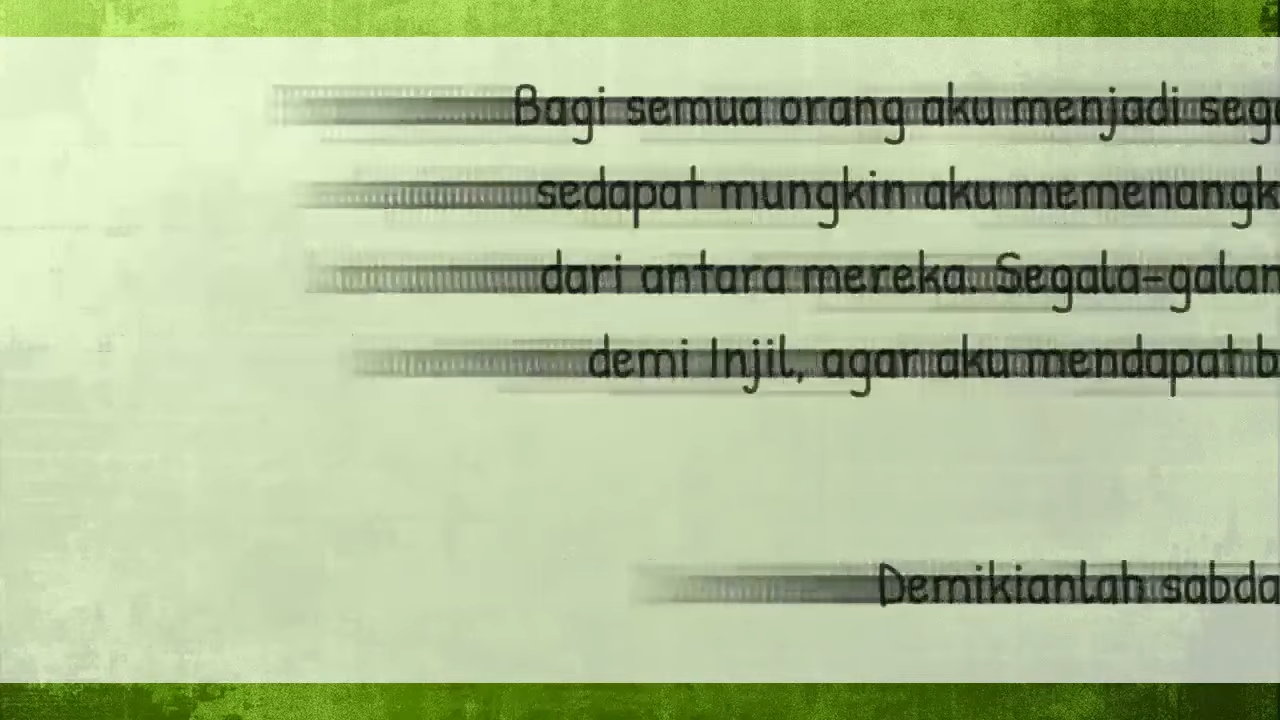 Bagi semua orang aku menjadi sega
sedapat mungkin aku memenangk
dari antara mereka. Segala-galan
demi Injil, agar aku mendapat b
Demikianlah sabda